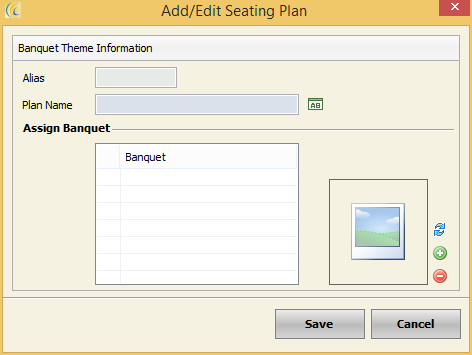 Add/Edit Seating Plan
Banquet Theme Information
Alias
Plan Name
AB
Assign Banquet
Banquet
Save
Cancel